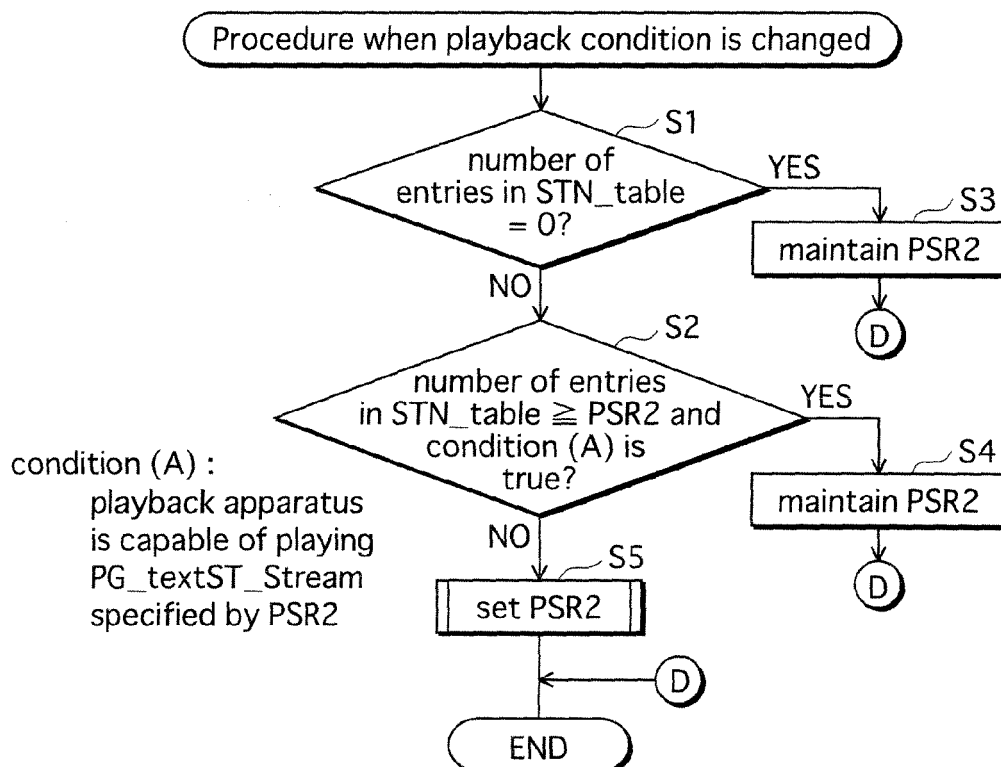 Procedure when playback condition is changed
S1
number of
entries in STN_table
= 0?
YES
S3
maintain PSR2
D
NO
S2
number of entries
in STN_table ≧ PSR2 and
condition (A) is
true?
YES
S4
maintain PSR2
D
condition (A) :
playback apparatus
is capable of playing
PG_textST_Stream
specified by PSR2
NO
S5
set PSR2
D
END